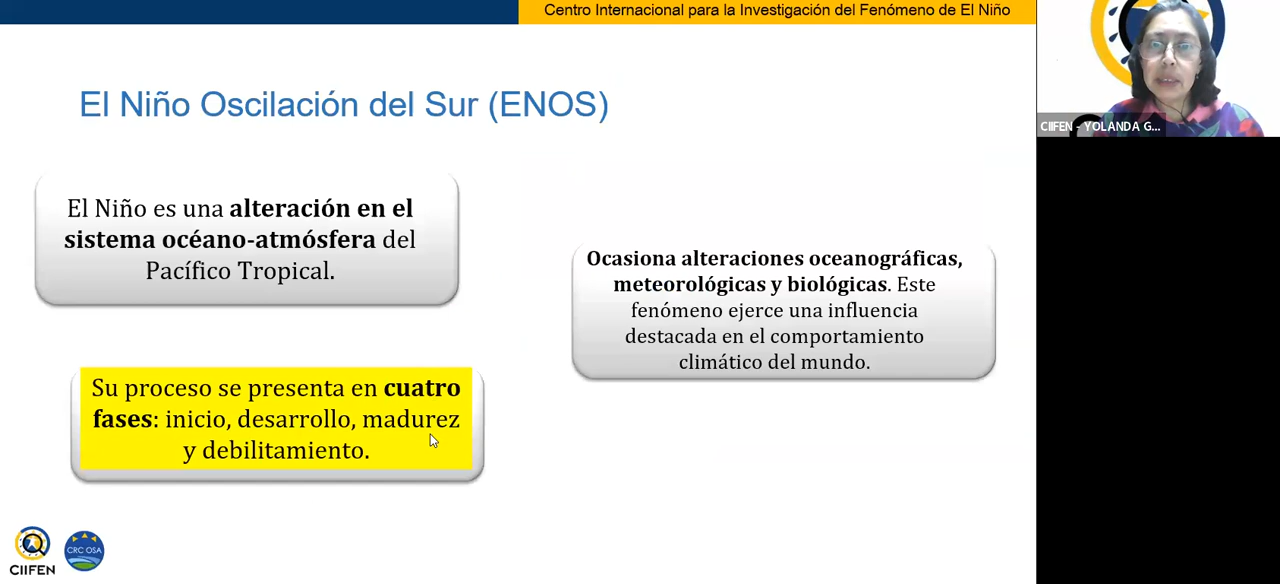 Centro Internacional para la Investigación del Fenómeno de El Niño
El Niño Oscilación del Sur (ENOS)
El Niño es una alteración en el
sistema océano-atmósfera del
Pacífico Tropical.
Ocasiona alteraciones oceanográficas,
meteorológicas y biológicas. Este
fenómeno ejerce una influencia
destacada en el comportamiento
climático del mundo.
Su proceso se presenta en cuatro
fases: inicio, desarrollo, madurez
y debilitamiento.
CIIFEN
CRC OSA
CIIFEN - YOLANDA G...